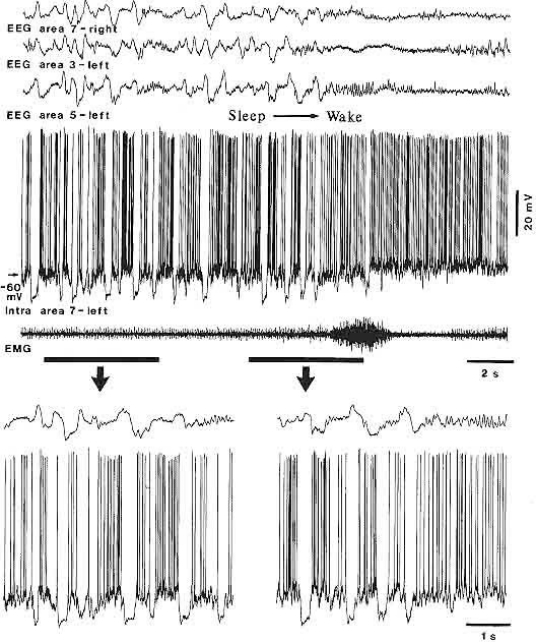 EEG area 7-right
EEG area 3-left
EEG area 5-left
Sleep → Wake
20 mV
-60
mV
Intra area 7-left
EMG
2 s
1 s